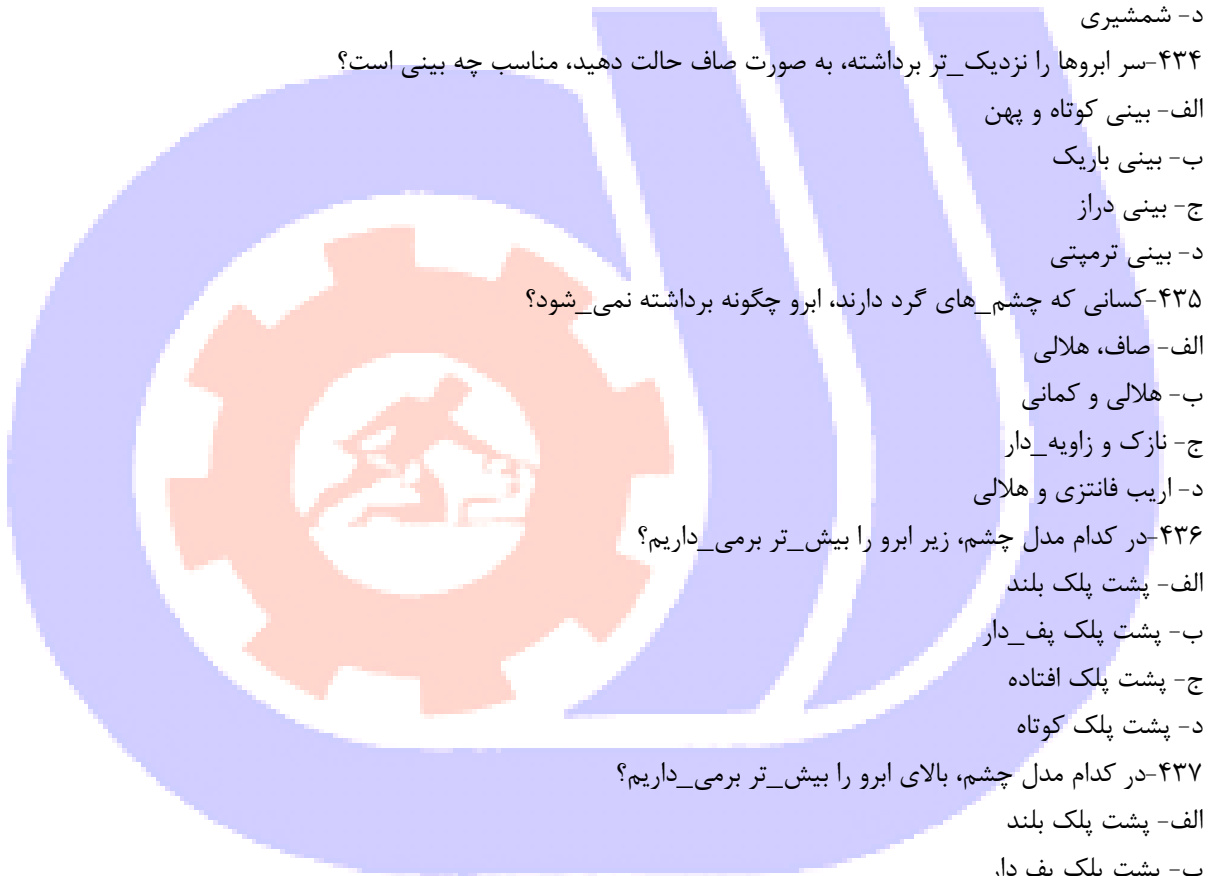 د- شمشیری
۴۳۴-سر ابروها را نزدیک_تر برداشته، به صورت صاف حالت دهید، مناسب چه بینی است؟
الف- بینی کوتاه و پهن
ب- بینی باریک
ج- بینی دراز
د- بینی ترمپتی
۴۳۵-کسانی که چشم_های گرد دارند، ابرو چگونه برداشته نمی_شود؟
الف- صاف، هلالی
ب- هلالی و کمانی
ج- نازک و زاویه_دار
د- اریب فانتزی و هلالی
۴۳۶-در کدام مدل چشم، زیر ابرو را بیش_تر برمی_داریم؟
الف- پشت پلک بلند
ب- پشت پلک پف_دار
ج- پشت پلک افتاده
د- پشت پلک کوتاه
۴۳۷-در کدام مدل چشم، بالای ابرو را بیش_تر برمی_داریم؟
الف- پشت پلک بلند
ب- پشت پلک پف دار